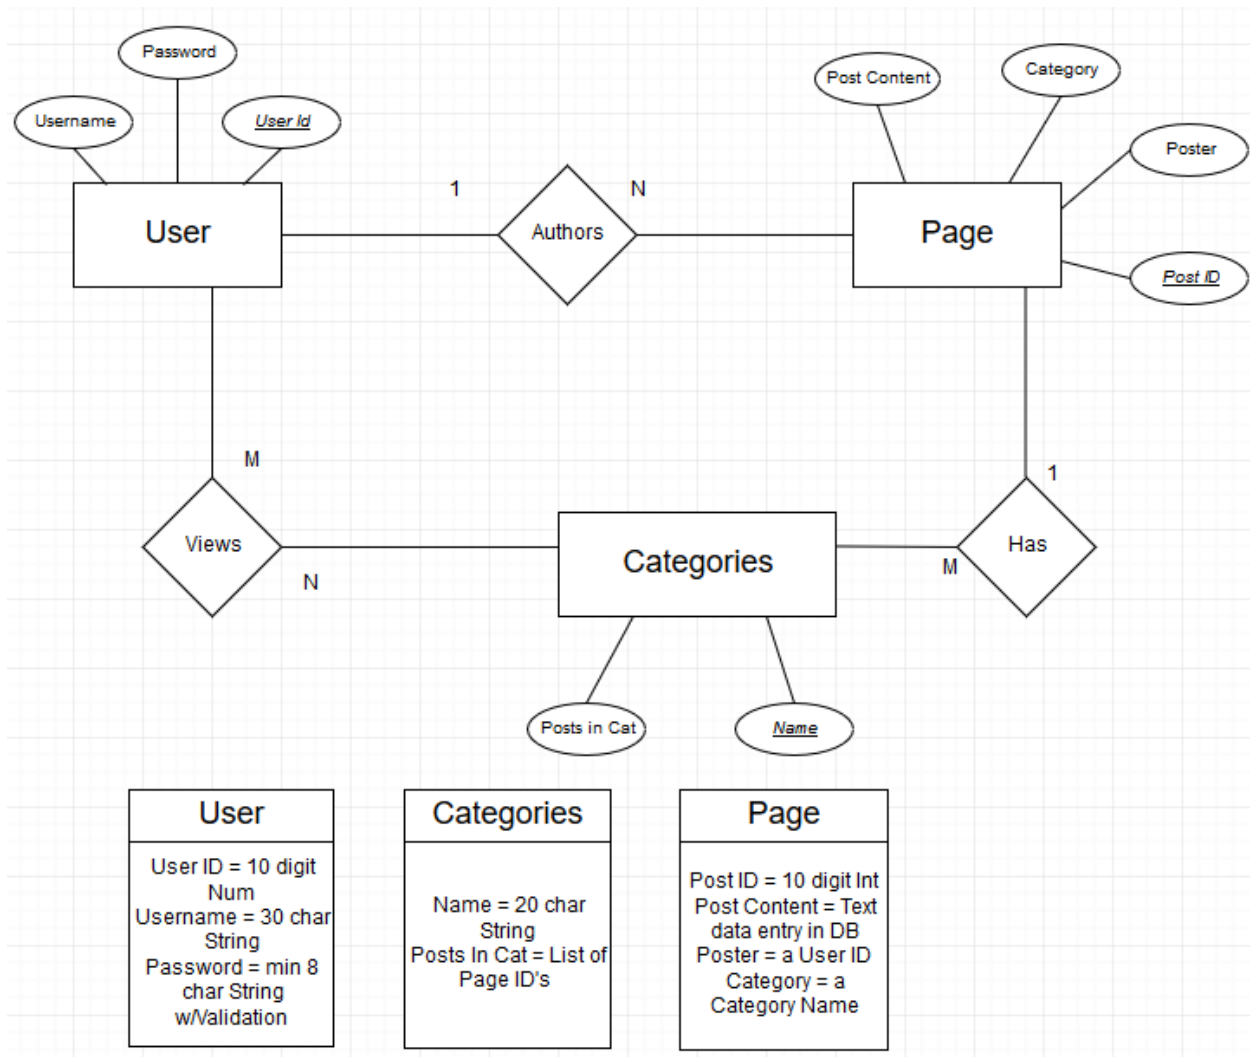 Password
Username
User Id
Post Content
Category
Poster
Post ID
User
1
Authors
N
Page
M
Views
N
Categories
1
Has
M
Posts in Cat
Name
User
User ID = 10 digit
Num
Username = 30 char
String
Password = min 8
char String
w/Validation
Categories
Name = 20 char
String
Posts In Cat = List of
Page ID's
Page
Post ID = 10 digit Int
Post Content = Text
data entry in DB
Poster = a User ID
Category = a
Category Name